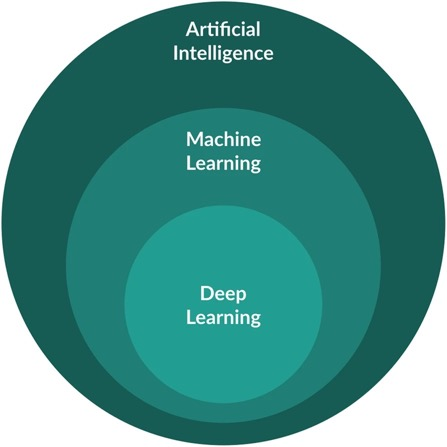 Artificial
Intelligence
Machine
Learning
Deep
Learning